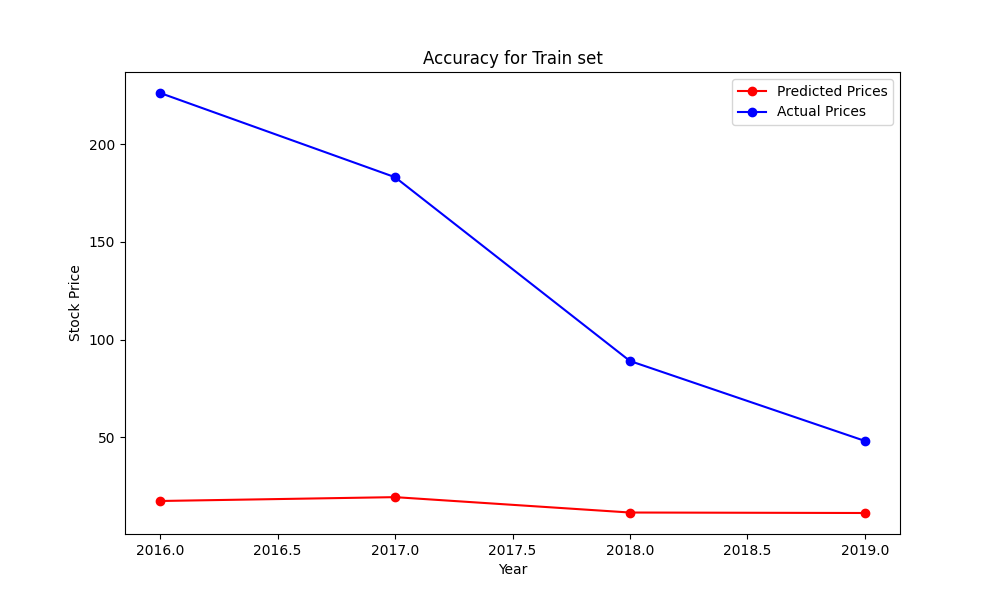 Accuracy for Train set
Predicted Prices
Actual Prices
Stock Price
200
150
100
50
2016.0 2016.5 2017.0 2017.5 2018.0 2018.5 2019.0
Year